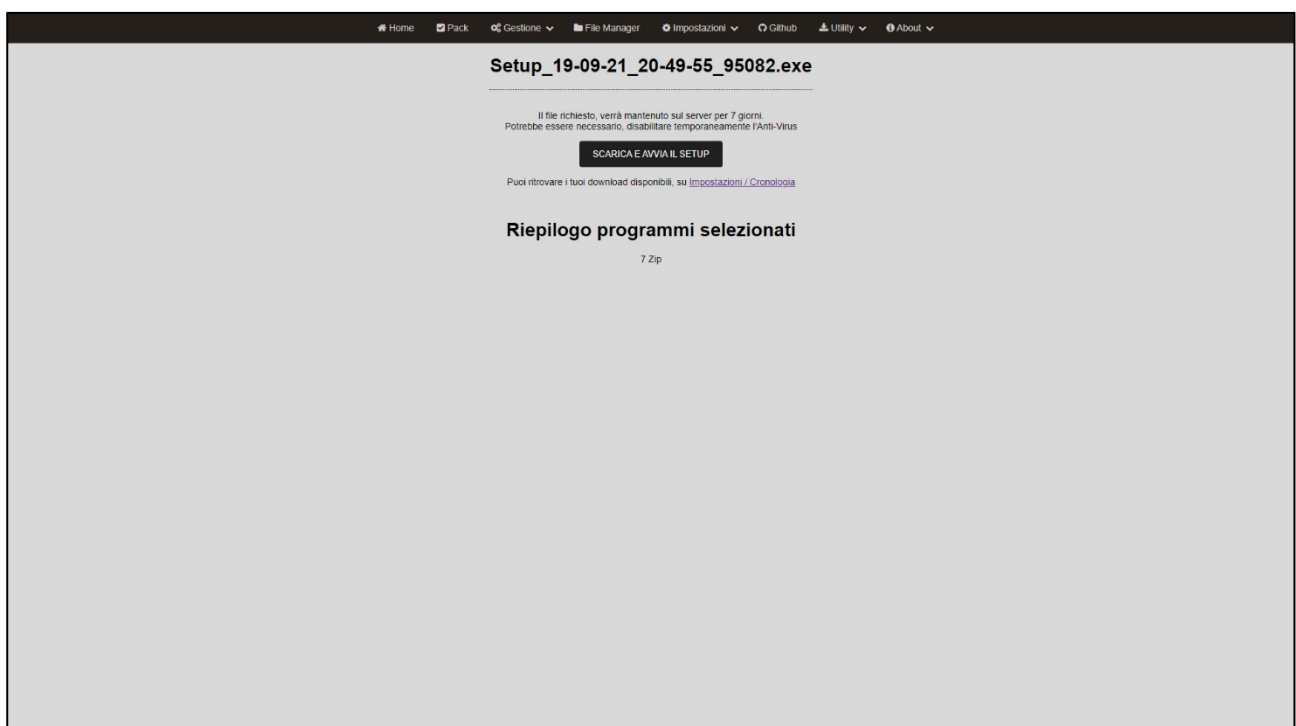 Home Pack Gestione File Manager Impostazioni Github Utility About
Setup_19-09-21_20-49-55_95082.exe
Il file richiesto, verrà mantenuto sul server per 7 giorni.
Potrebbe essere necessario, disabilitare temporaneamente l'Anti-Virus
SCARICA E AVVIA IL SETUP
Puoi ritrovare i tuoi download disponibili, su Impostazioni / Cronologia
Riepilogo programmi selezionati
7 Zip